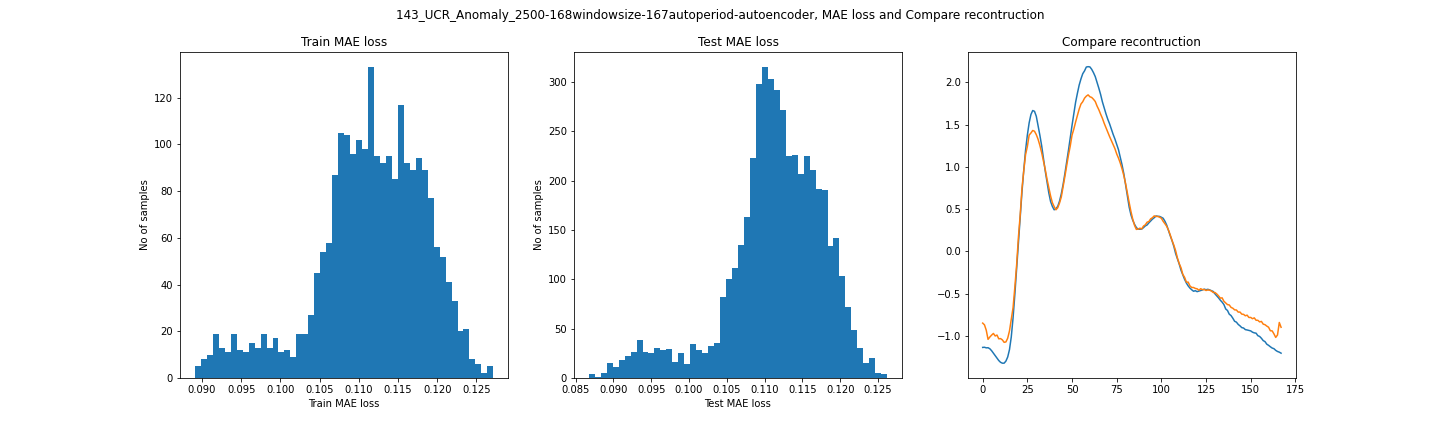 143_UCR_Anomaly_2500-168windowsize-167autoperiod-autoencoder, MAE loss and Compare recontruction
Train MAE loss
Test MAE loss
Compare recontruction
No of samples
120
100
80
60
40
20
0
0.090 0.095 0.100 0.105 0.110 0.115 0.120 0.125
Train MAE loss
No of samples
300
250
200
150
100
50
0
0.085 0.090 0.095 0.100 0.105 0.110 0.115 0.120 0.125
Test MAE loss
2.0
1.5
1.0
0.5
0.0
−0.5
−1.0
0 25 50 75 100 125 150 175